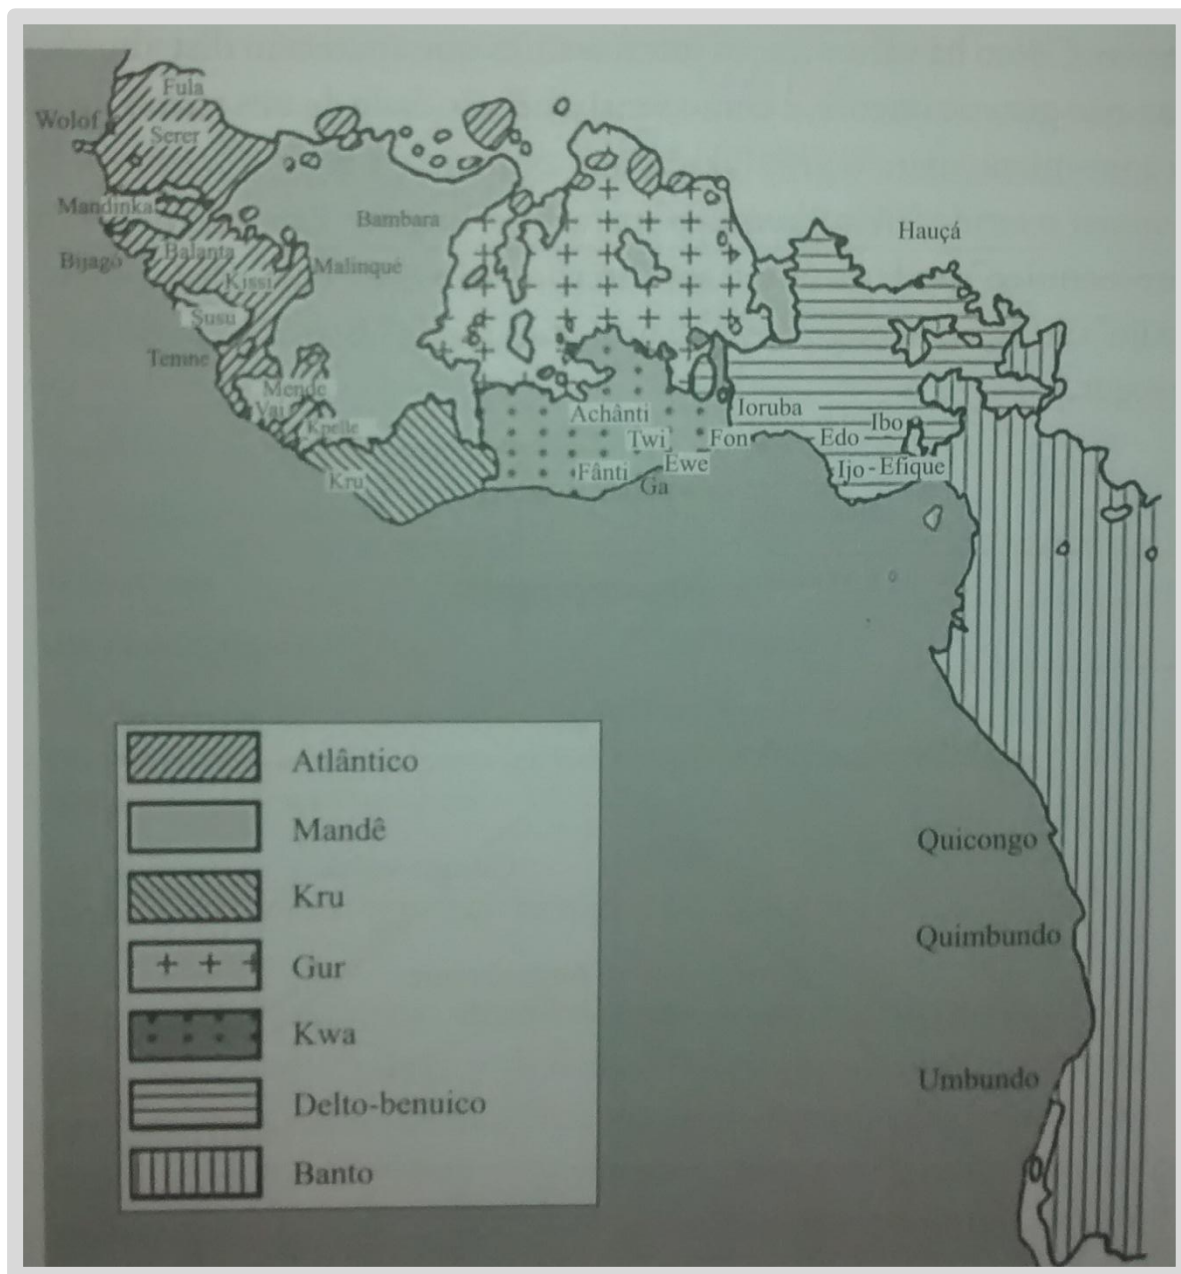 Fula
Wolof
Serer
Mandinka
Bambara
Hauçá
Bijagó
Balanta
Malinqué
Kissi
Susu
Temne
Mende
Vai
Kpelle
Kru
Achânti
Ioruba
Twi
Fon
Ibo
Edo
Fânti
Ewe
Ga
Ijo - Efique
Atlântico
Mandê
Kru
Gur
Kwa
Delto-benuico
Banto
Quicongo
Quimbundo
Umbundo